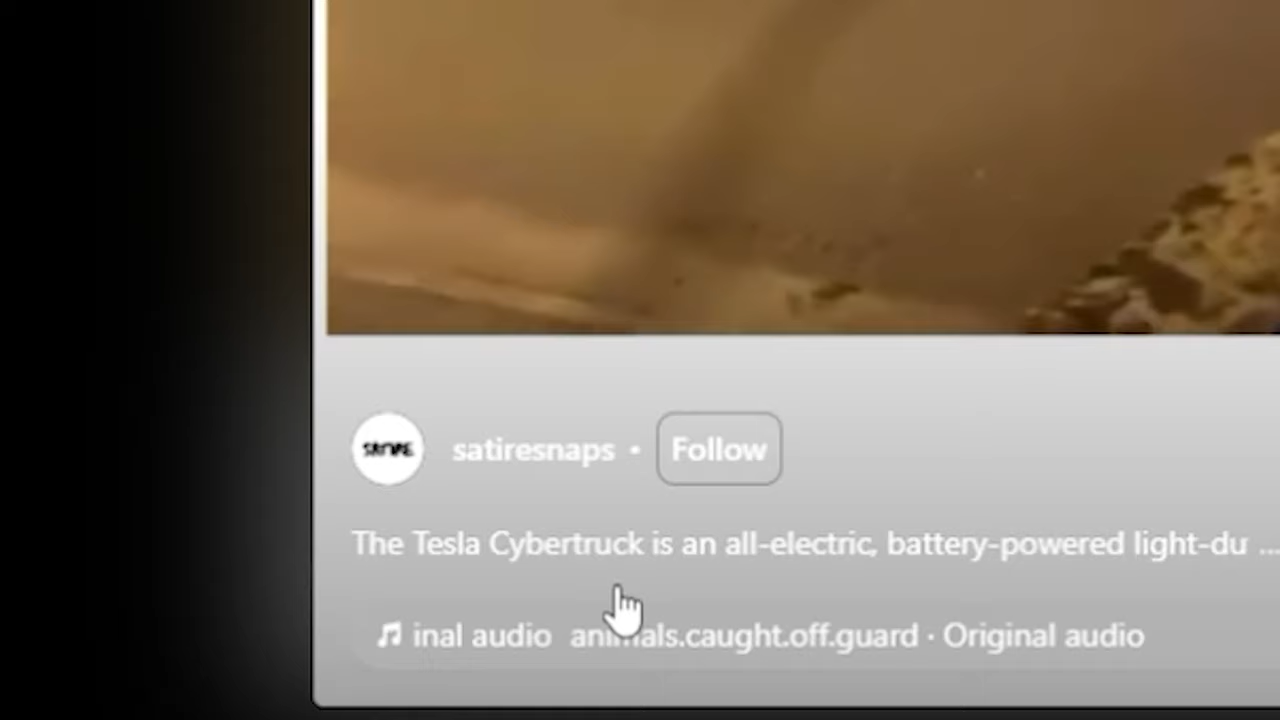 SATIRE
satiresnaps • Follow
The Tesla Cybertruck is an all-electric, battery-powered light-du ...
inal audio animals.caught.off.guard · Original audio